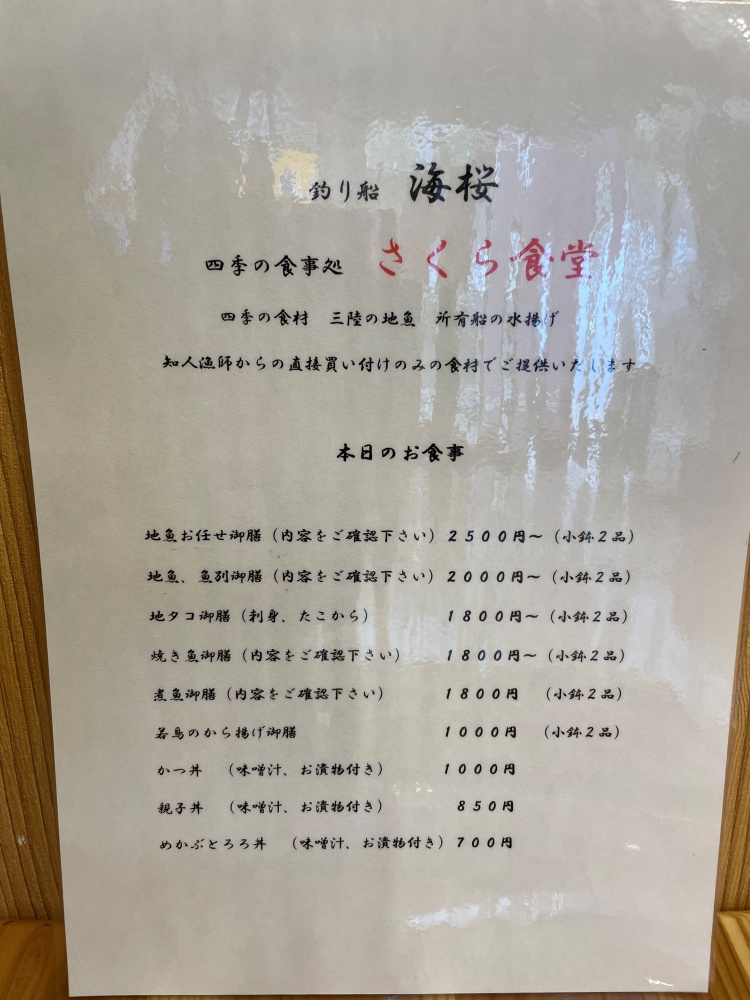 釣り船 海桜
四季の食事処 さくら食堂
四季の食材 三陸の地魚 所有船の水揚げ
知人漁師からの直接買い付けのみの食材でご提供いたします
本日のお食事
地魚お任せ御膳(内容をご確認下さい)2500円~(小鉢2品)
地魚、魚別御膳(内容をご確認下さい)2000円~(小鉢2品)
地タコ御膳(刺身、たこから) 1800円~(小鉢2品)
焼き魚御膳(内容をご確認下さい) 1800円~(小鉢2品)
煮魚御膳(内容をご確認下さい) 1800円 (小鉢2品)
若鳥のから揚げ御膳 1000円 (小鉢2品)
かつ丼 (味噌汁、お漬物付き) 1000円
親子丼 (味噌汁、お漬物付き) 850円
めかぶとろろ丼 (味噌汁、お漬物付き)700円